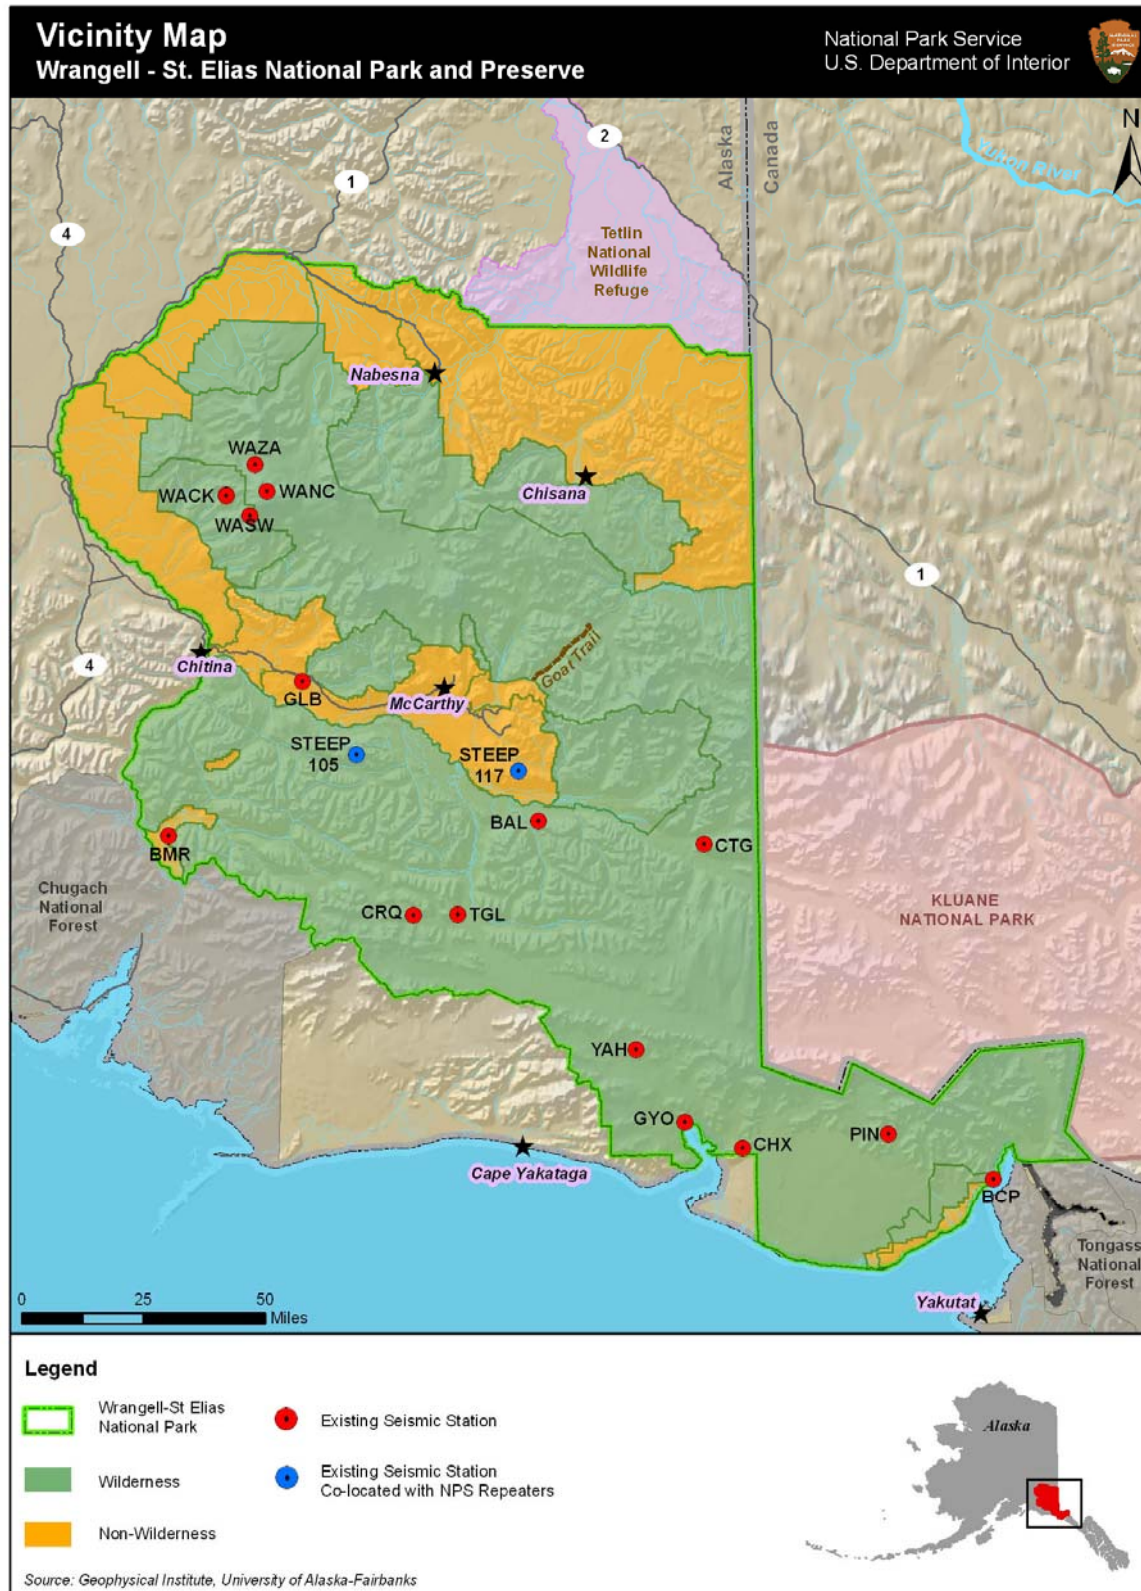 Vicinity Map
Wrangell - St. Elias National Park and Preserve
National Park Service
U.S. Department of Interior
N
2
Alaska
Canada
Yukon River
1
4
Tetlin
National
Wildlife
Refuge
Nabesna
WAZA
WACK
WANC
WASW
Chisana
1
4
Chitina
Goat Trail
GLB
McCarthy
STEEP
105
STEEP
117
BAL
CTG
BMR
Chugach
National
Forest
KLUANE
NATIONAL PARK
CRQ
TGL
YAH
GYO
CHX
PIN
BCP
Cape Yakataga
Tongass
National
Forest
Yakutat
0 25 50
Miles
Legend
Wrangell-St Elias
National Park
Existing Seismic Station
Wilderness
Existing Seismic Station
Co-located with NPS Repeaters
Non-Wilderness
Alaska
Source: Geophysical Institute, University of Alaska-Fairbanks